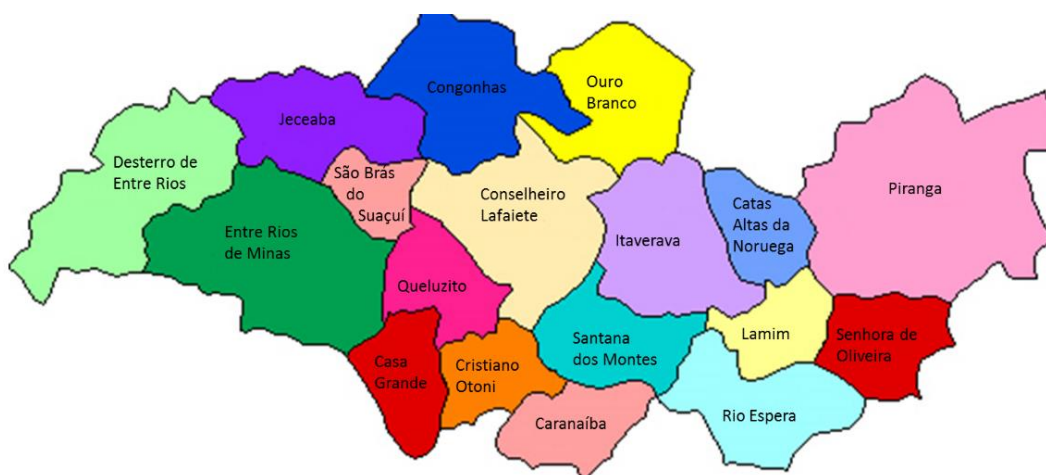 Congonhas
Ouro
Branco
Jeceaba
Desterro de
Entre Rios
São Brás
do
Suaçuí
Conselheiro
Lafaiete
Catas
Altas da
Noruega
Piranga
Entre Rios
de Minas
Itaverava
Queluzito
Santana
dos Montes
Lamim
Senhora de
Oliveira
Casa
Grande
Cristiano
Otoni
Caranaíba
Rio Espera